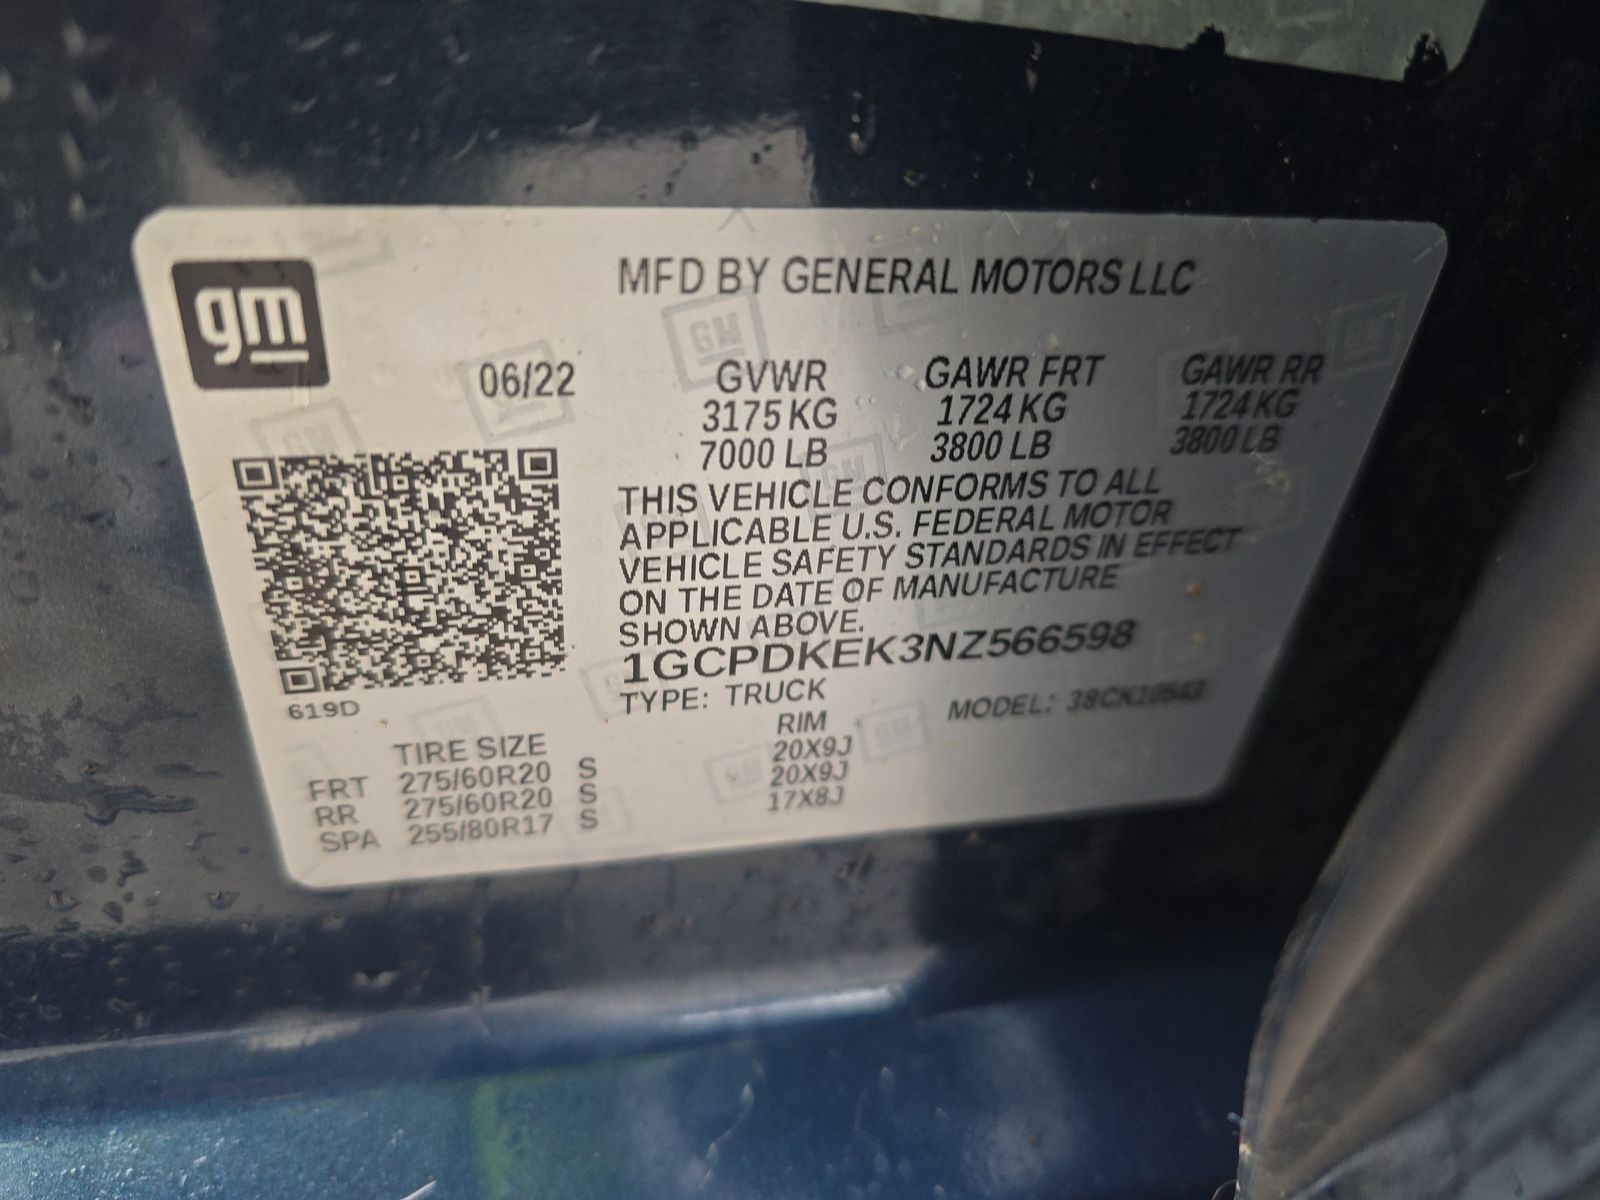 gm
MFD BY GENERAL MOTORS LLC
06/22 GVWR GAWR FRT GAWR RR
3175 KG 1724 KG 1724 KG
7000 LB 3800 LB 3800 LB
THIS VEHICLE CONFORMS TO ALL
APPLICABLE U.S. FEDERAL MOTOR
VEHICLE SAFETY STANDARDS IN EFFECT
ON THE DATE OF MANUFACTURE
SHOWN ABOVE.
1GCPDKEK3NZ566598
TYPE: TRUCK MODEL: 38CK10543
619D
TIRE SIZE RIM
FRT 275/60R20 S 20X9J
RR 275/60R20 S 20X9J
SPA 255/80R17 S 17X8J